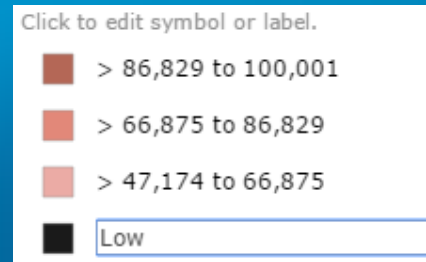 Click to edit symbol or label.
> 86,829 to 100,001
> 66,875 to 86,829
> 47,174 to 66,875
Low